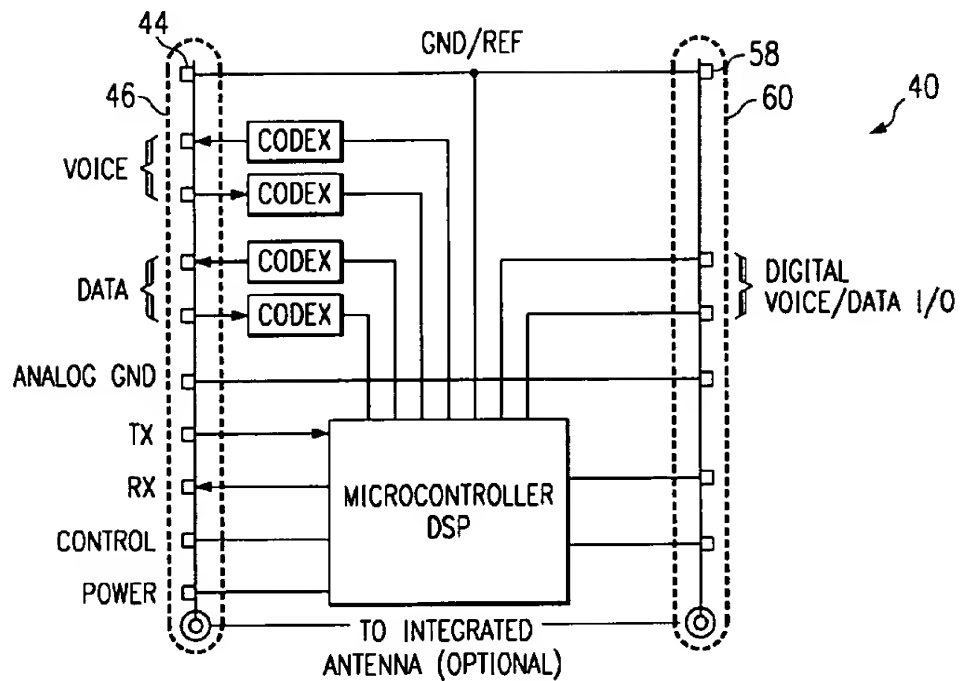 44
GND/REF
58
46
60
40
CODEX
VOICE
CODEX
CODEX
DATA
DIGITAL
VOICE/DATA I/O
CODEX
ANALOG GND
TX
RX
MICROCONTROLLER
DSP
CONTROL
POWER
TO INTEGRATED
ANTENNA (OPTIONAL)